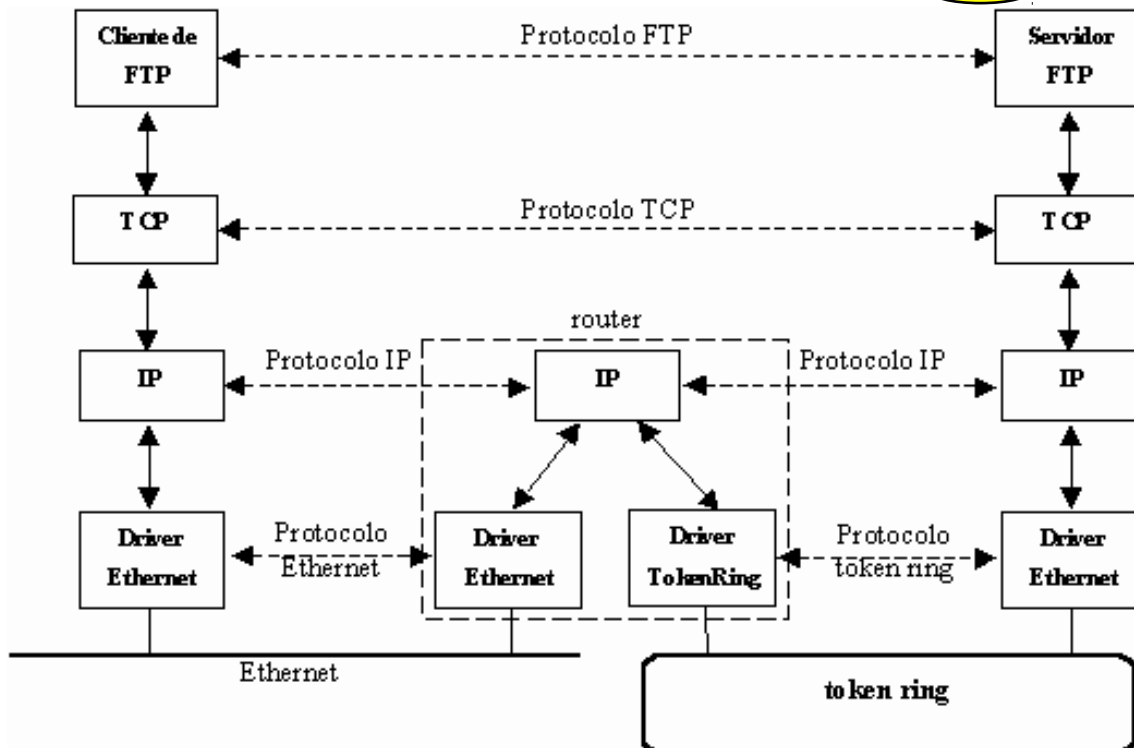 Cliente de
FTP
Protocolo FTP
Servidor
FTP
TCP
Protocolo TCP
TCP
router
IP
Protocolo IP
IP
Protocolo IP
IP
Driver
Ethernet
Protocolo
Ethernet
Driver
Ethernet
Driver
TokenRing
Protocolo
token ring
Driver
Ethernet
Ethernet
token ring